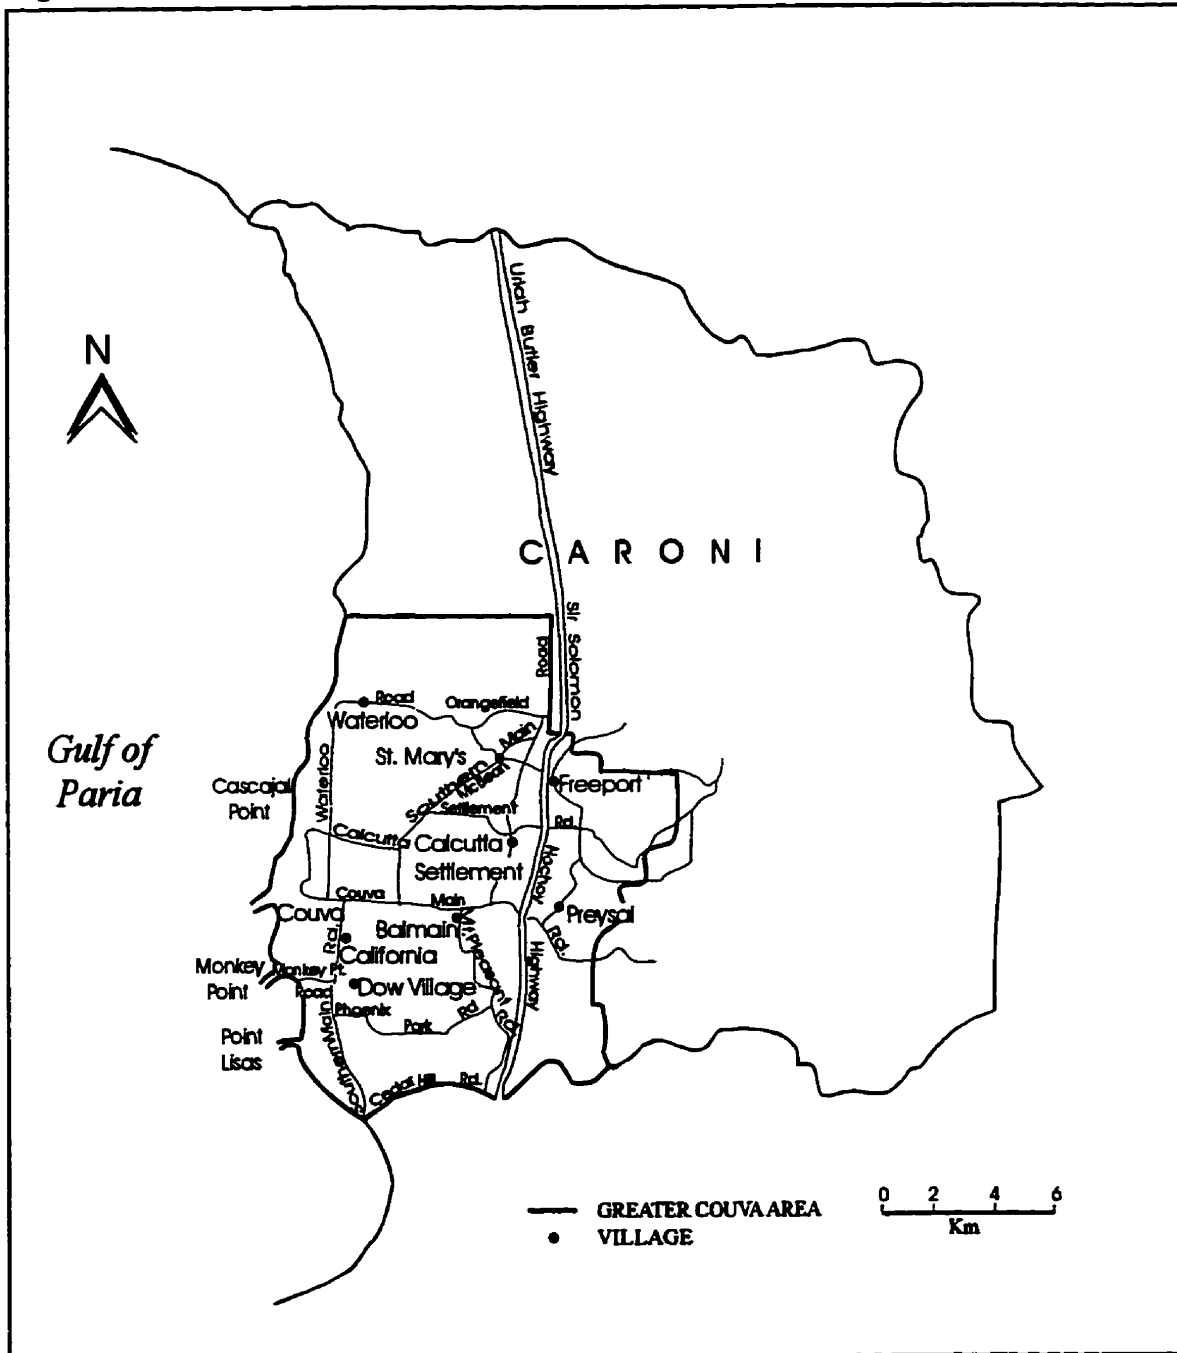 N
Uriah Butler Highway
CARONI
Sir Solomon
Road
Road
Orangefield
Waterloo
Main
St. Mary's
Southern
McBean
Gulf of
Paria
Waterloo
Cascajal
Point
Freeport
Settlement
Rd.
Calcutta
Calcutta
Settlement
Hochoy
Couva
Main
Couva
Preysal
Balmain
Mt. Pleasant Rd.
Rd.
Rd.
California
Highway
Monkey
Point
Monkey Pt.
Road
Dow Village
Phoenix
Park
Rd.
Point
Lisas
Southern Main
Cedar Hill
Rd.
0 2 4 6
Km
GREATER COUVA AREA
VILLAGE